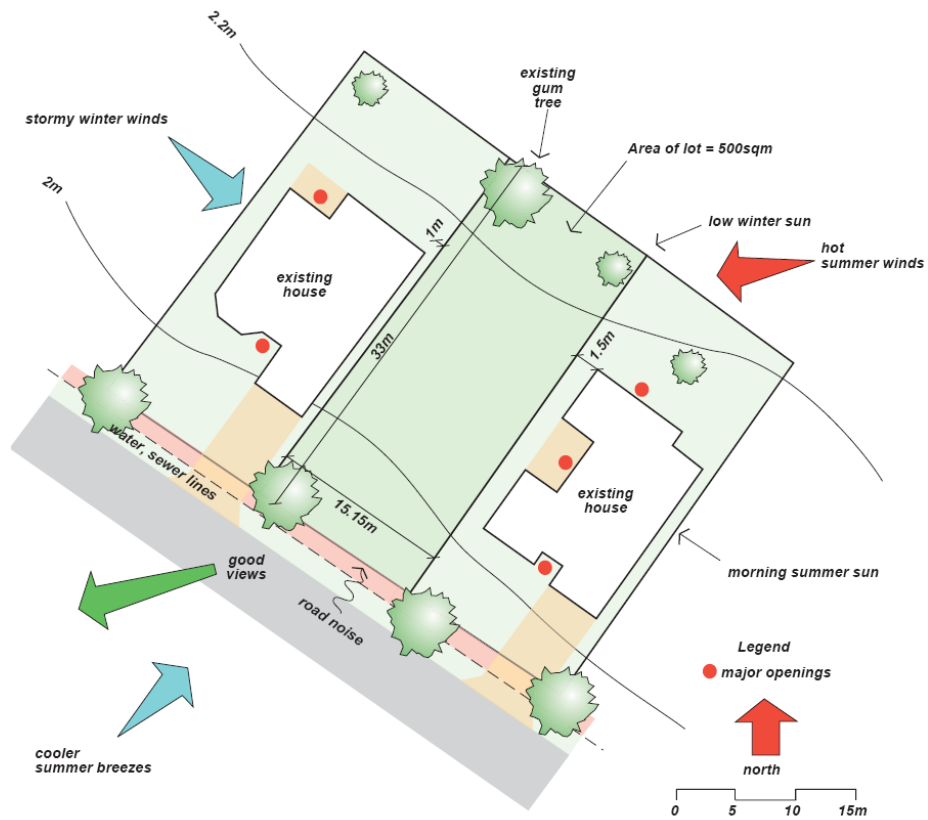 2.2m
existing
gum
tree
stormy winter winds
Area of lot = 500sqm
2m
low winter sun
1m
hot
summer winds
existing
house
33m
1.5m
water, sewer lines
existing
house
15.15m
good
views
morning summer sun
road noise
Legend
major openings
cooler
summer breezes
north
0 5 10 15m